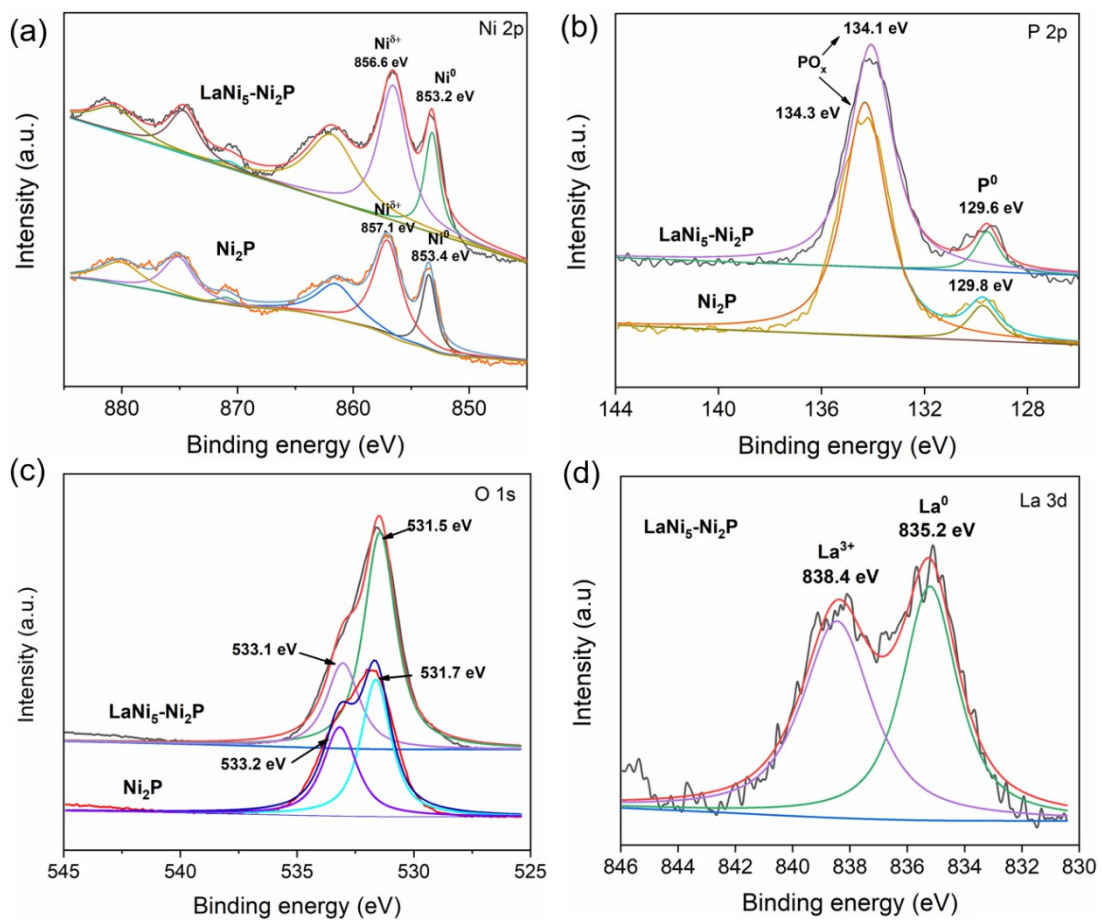 (a)
Ni 2p
Niᵟ⁺
856.6 eV
Ni⁰
853.2 eV
LaNi₅-Ni₂P
Niᵟ⁺
857.1 eV
Ni⁰
853.4 eV
Ni₂P
Intensity (a.u.)
880 870 860 850
Binding energy (eV)
(b)
P 2p
134.1 eV
POₓ
134.3 eV
P⁰
129.6 eV
LaNi₅-Ni₂P
129.8 eV
Ni₂P
Intensity (a.u.)
144 140 136 132 128
Binding energy (eV)
(c)
O 1s
531.5 eV
533.1 eV
531.7 eV
LaNi₅-Ni₂P
533.2 eV
Ni₂P
Intensity (a.u.)
545 540 535 530 525
Binding energy (eV)
(d)
La 3d
LaNi₅-Ni₂P
La⁰
835.2 eV
La³⁺
838.4 eV
Intensity (a.u)
846 844 842 840 838 836 834 832 830
Binding energy (eV)